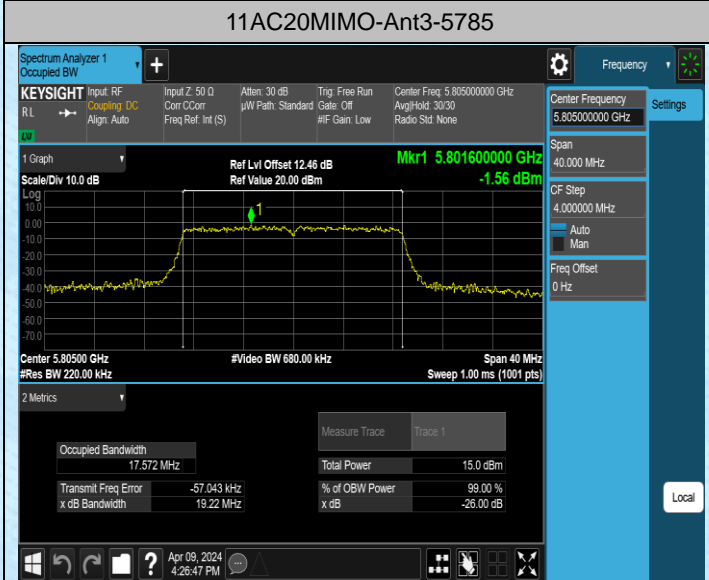 11AC20MIMO-Ant3-5785
Spectrum Analyzer 1
Occupied BW
Frequency
KEYSIGHT
RL
LXI
Input: RF
Coupling: DC
Align: Auto
Input Z: 50 Ω
Corr CCorr
Freq Ref: Int (S)
Atten: 30 dB
µW Path: Standard
Trig: Free Run
Gate: Off
#IF Gain: Low
Center Freq: 5.805000000 GHz
Avg|Hold: 30/30
Radio Std: None
Center Frequency
5.805000000 GHz
Settings
Span
40.000 MHz
CF Step
4.000000 MHz
Auto
Man
Freq Offset
0 Hz
1 Graph
Ref Lvl Offset 12.46 dB
Mkr1 5.801600000 GHz
Scale/Div 10.0 dB
Ref Value 20.00 dBm
-1.56 dBm
Log
1
10.0
0.00
-10.0
-20.0
-30.0
-40.0
-50.0
-60.0
-70.0
Center 5.80500 GHz
#Video BW 680.00 kHz
Span 40 MHz
#Res BW 220.00 kHz
Sweep 1.00 ms (1001 pts)
2 Metrics
Measure Trace
Trace 1
Occupied Bandwidth
17.572 MHz
Total Power
15.0 dBm
Transmit Freq Error
-57.043 kHz
% of OBW Power
99.00 %
x dB Bandwidth
19.22 MHz
x dB
-26.00 dB
Local
Apr 09, 2024
4:26:47 PM